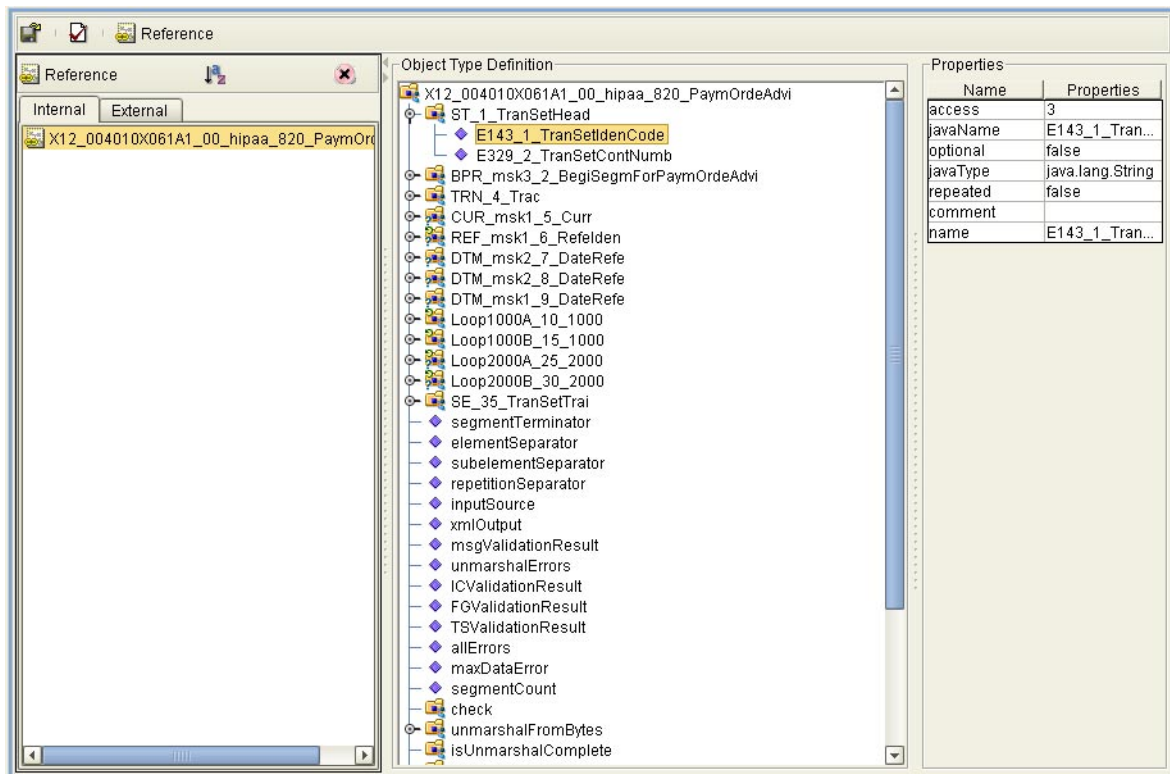 Reference
Reference
Internal External
X12_004010X061A1_00_hipaa_820_PaymOrd
Object Type Definition
X12_004010X061A1_00_hipaa_820_PaymOrdeAdvi
ST_1_TranSetHead
E143_1_TranSetIdenCode
E329_2_TranSetContNumb
BPR_msk3_2_BegiSegmForPaymOrdeAdvi
TRN_4_Trac
CUR_msk1_5_Curr
REF_msk1_6_RefeIden
DTM_msk2_7_DateRefe
DTM_msk2_8_DateRefe
DTM_msk1_9_DateRefe
Loop1000A_10_1000
Loop1000B_15_1000
Loop2000A_25_2000
Loop2000B_30_2000
SE_35_TranSetTrai
segmentTerminator
elementSeparator
subelementSeparator
repetitionSeparator
inputSource
xmlOutput
msgValidationResult
unmarshalErrors
ICValidationResult
FGValidationResult
TSValidationResult
allErrors
maxDataError
segmentCount
check
unmarshalFromBytes
isUnmarshalComplete
Properties
Name Properties
access 3
javaName E143_1_Tran...
optional false
javaType java.lang.String
repeated false
comment
name E143_1_Tran...